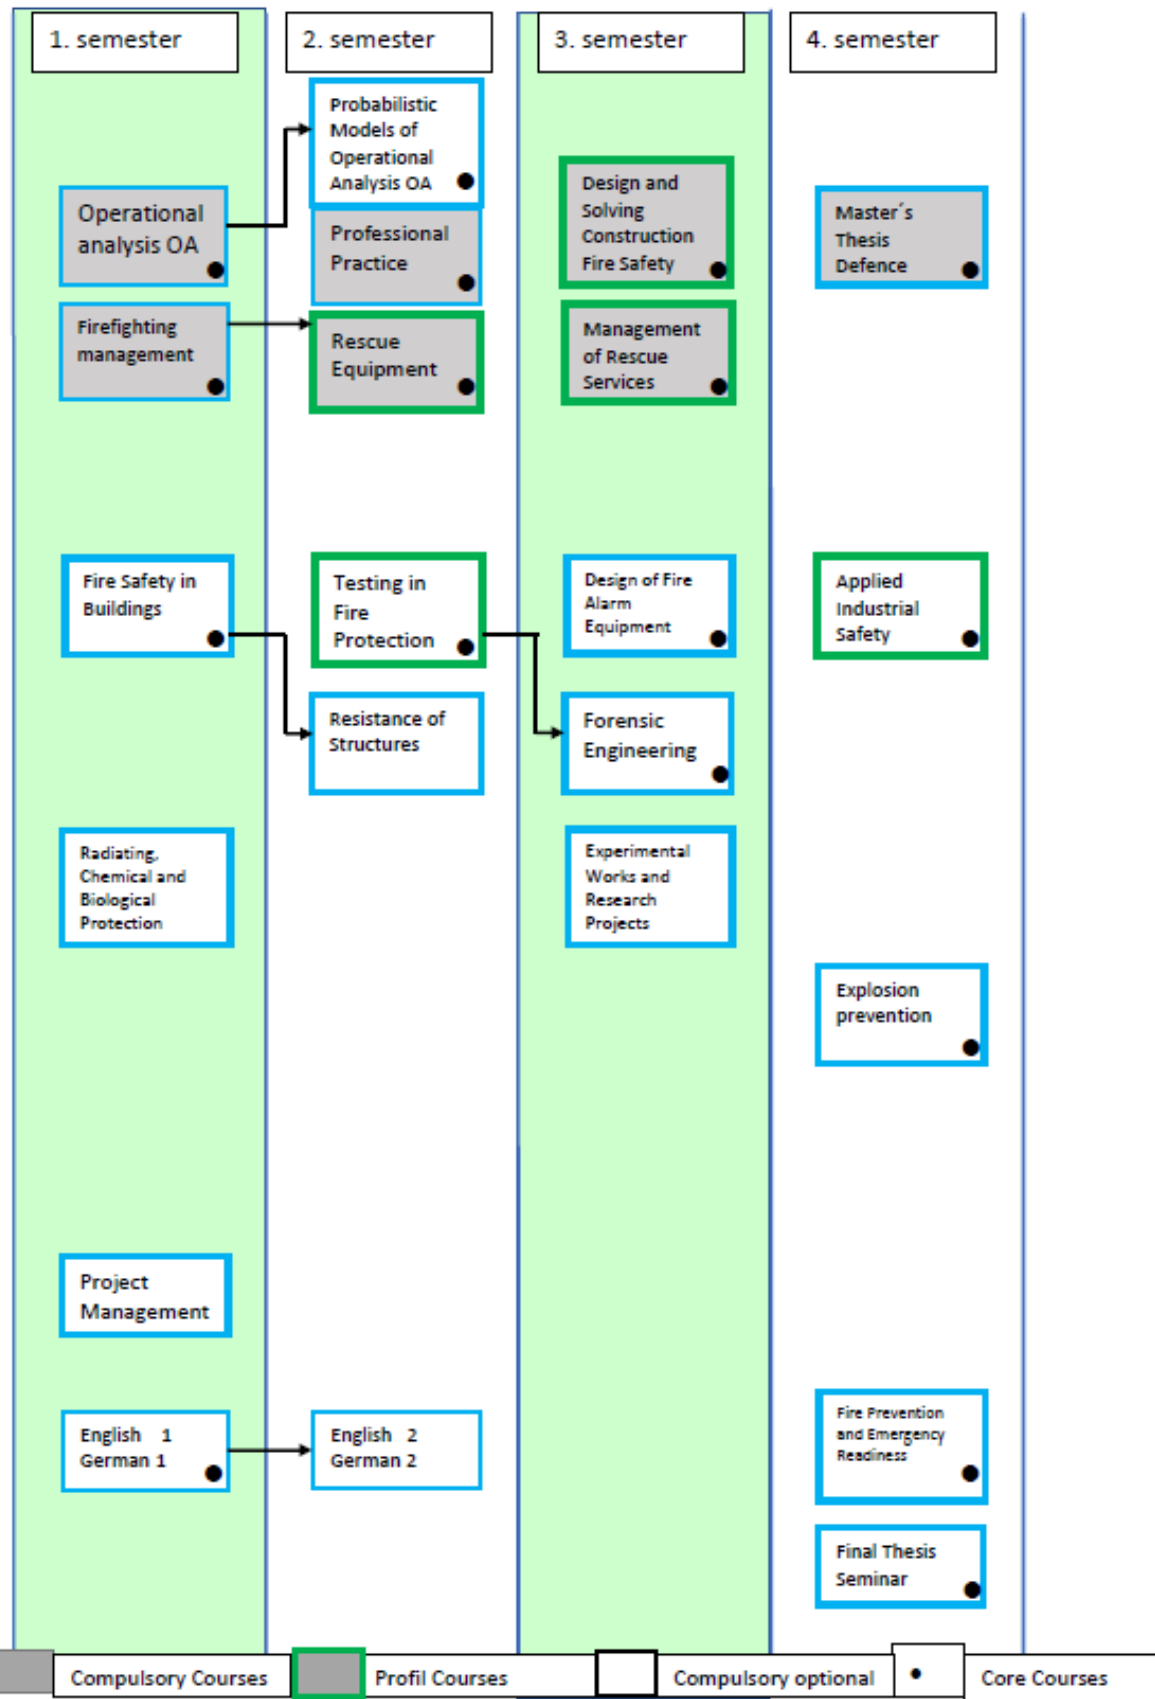 1. semester
2. semester
3. semester
4. semester
Operational
analysis OA
Firefighting
management
Fire Safety in
Buildings
Radiating,
Chemical and
Biological
Protection
Project
Management
English 1
German 1
Probabilistic
Models of
Operational
Analysis OA
Professional
Practice
Rescue
Equipment
Testing in
Fire
Protection
Resistance of
Structures
English 2
German 2
Design and
Solving
Construction
Fire Safety
Management
of Rescue
Services
Design of Fire
Alarm
Equipment
Forensic
Engineering
Experimental
Works and
Research
Projects
Master´s
Thesis
Defence
Applied
Industrial
Safety
Explosion
prevention
Fire Prevention
and Emergency
Readiness
Final Thesis
Seminar
Compulsory Courses
Profil Courses
Compulsory optional
Core Courses